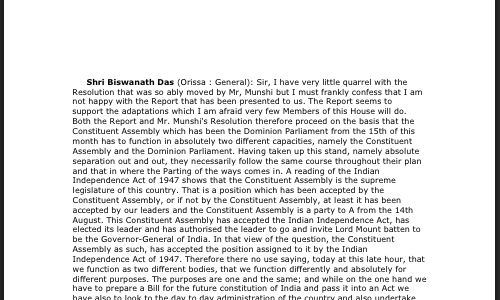 Shri Biswanath Das (Orissa : General): Sir, I have very little quarrel with the
Resolution that was so ably moved by Mr, Munshi but I must frankly confess that I am
not happy with the Report that has been presented to us. The Report seems to
support the adaptations which I am afraid very few Members of this House will do.
Both the Report and Mr. Munshi's Resolution therefore proceed on the basis that the
Constituent Assembly which has been the Dominion Parliament from the 15th of this
month has to function in absolutely two different capacities, namely the Constituent
Assembly and the Dominion Parliament. Having taken up this stand, namely absolute
separation out and out, they necessarily follow the same course throughout their plan
and that in where the Parting of the ways comes in. A reading of the Indian
Independence Act of 1947 shows that the Constituent Assembly is the supreme
legislature of this country. That is a position which has been accepted by the
Constituent Assembly, or if not by the Constituent Assembly, at least it has been
accepted by our leaders and the Constituent Assembly is a party to A from the 14th
August. This Constituent Assembly has accepted the Indian Independence Act, has
elected its leader and has authorised the leader to go and invite Lord Mount batten to
be the Governor-General of India. In that view of the question, the Constituent
Assembly as such, has accepted the position assigned to it by the Indian
Independence Act of 1947. Therefore there no use saying, today at this late hour, that
we function as two different bodies, that we function differently and absolutely for
different purposes. The purposes are one and the same; and while on the one hand we
have to prepare a Bill for the future constitution of India and pass it into an Act we
have also to look to the day to day administration of the country and also undertake